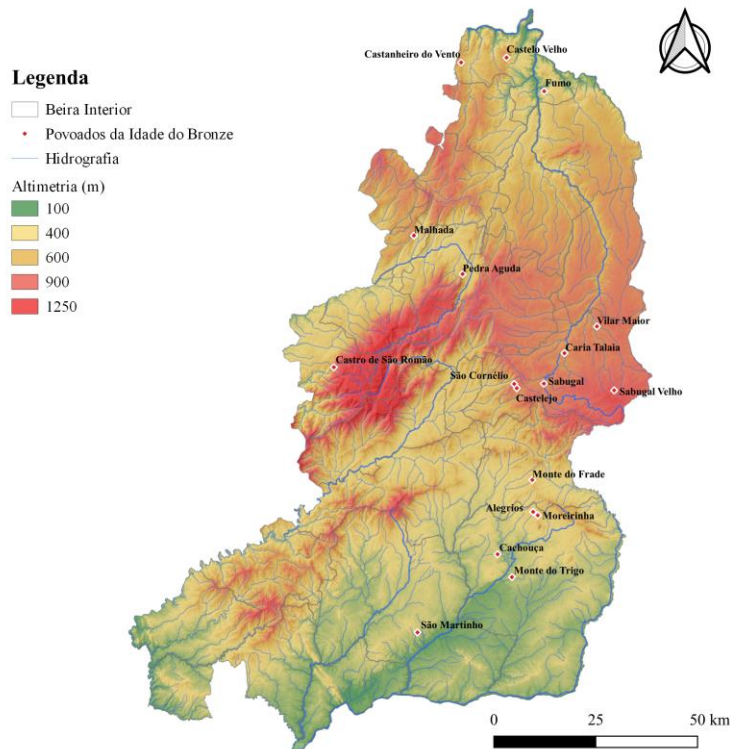 Legenda
Beira Interior
Povoados da Idade do Bronze
Hidrografia
Altimetria (m)
100
400
600
900
1250
Castanheiro do Vento
Castelo Velho
Fumo
Malhada
Pedra Aguda
Vilar Maior
Caria Talaia
Castro de São Romão
São Cornélio
Sabugal
Castelejo
Sabugal Velho
Monte do Frade
Alegrios
Moreirinha
Cachouça
Monte do Trigo
São Martinho
0 25 50 km